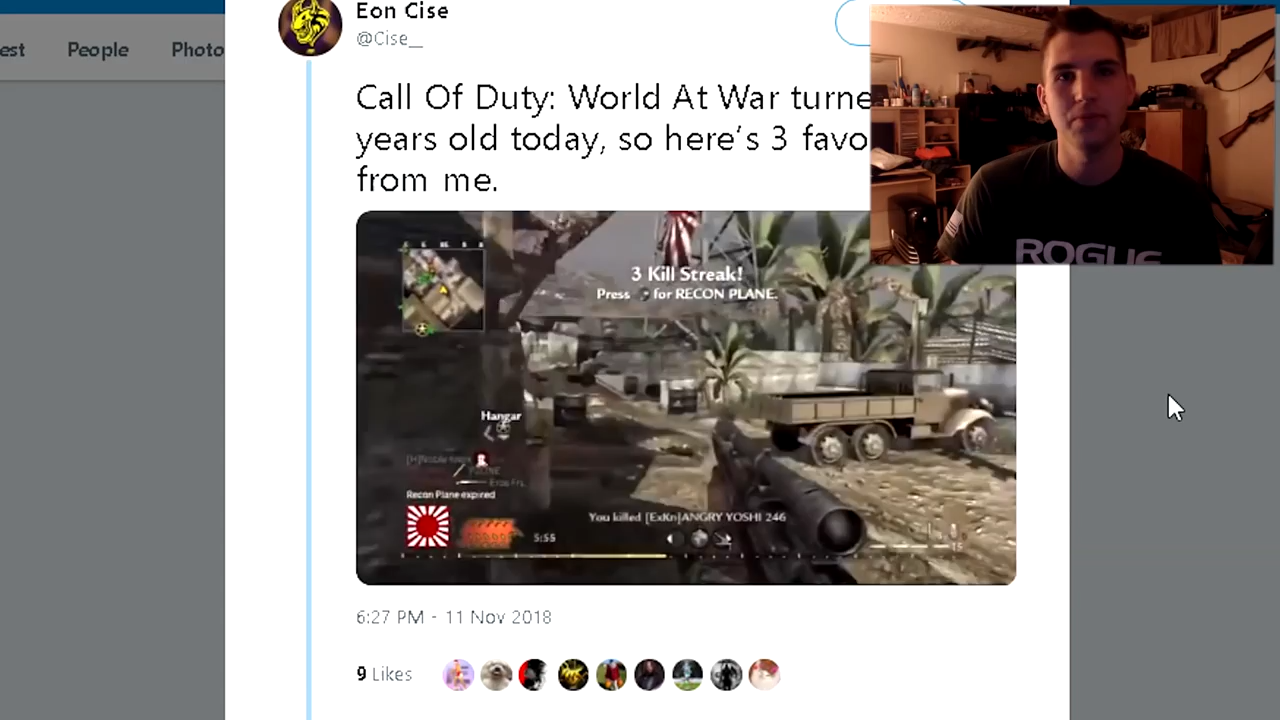 Eon Cise
@Cise__
est People Photo
Call Of Duty: World At War turne
years old today, so here's 3 favo
from me.
3 Kill Streak!
Press for RECON PLANE.
Hangar
Recon Plane expired
You killed [ExKn]ANGRY YOSHI 246
5:55
ROGUE
6:27 PM - 11 Nov 2018
9 Likes